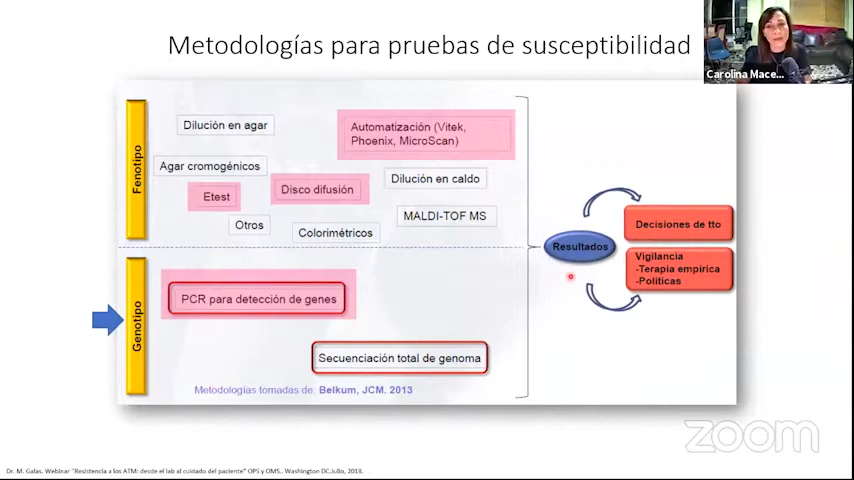 Metodologías para pruebas de susceptibilidad
Carolina Mace...
Fenotipo
Dilución en agar
Automatización (Vitek,
Phoenix, MicroScan)
Agar cromogénicos
Etest
Disco difusión
Dilución en caldo
Otros
Colorimétricos
MALDI-TOF MS
Genotipo
PCR para detección de genes
Secuenciación total de genoma
Metodologías tomadas de: Belkum, JCM. 2013
Resultados
Decisiones de tto
Vigilancia
-Terapia empírica
-Políticas
zoom
Dr. M. Galas. Webinar "Resistencia a los ATM: desde el lab al cuidado del paciente" OPS y OMS.. Washington DC.Julio, 2018.